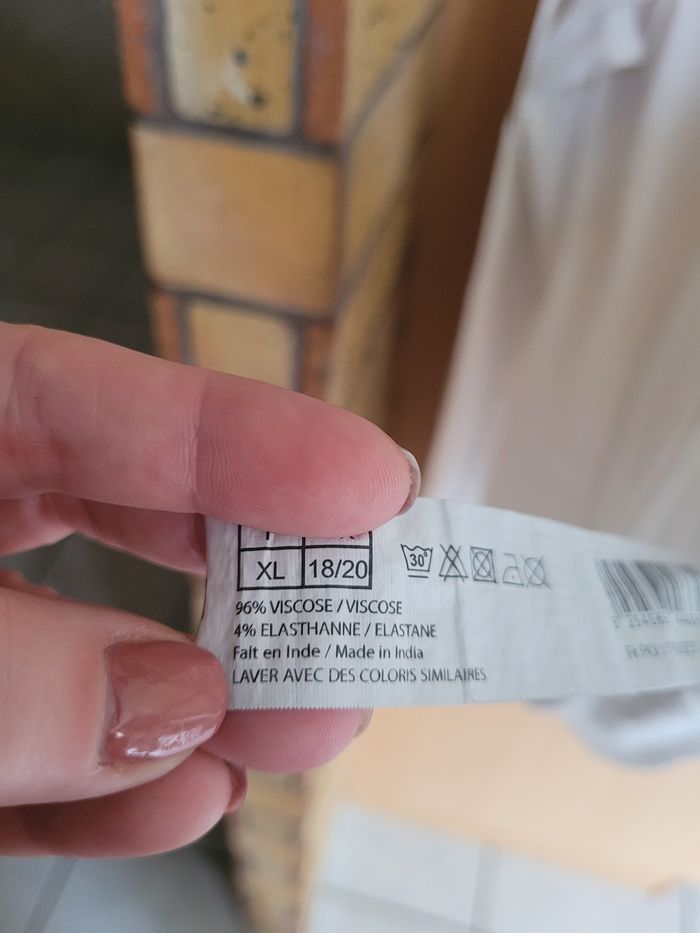 XL 18/20
30°
96% VISCOSE / VISCOSE
4% ELASTHANNE / ELASTANE
Fait en Inde / Made in India
LAVER AVEC DES COLORIS SIMILAIRES